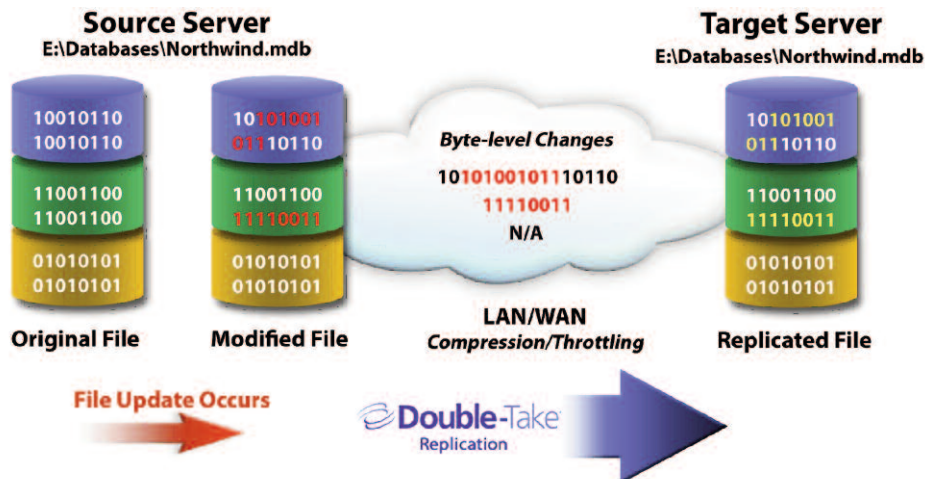 Source Server
E:\Databases\Northwind.mdb
Target Server
E:\Databases\Northwind.mdb
10010110
10010110
11001100
11001100
01010101
01010101
10101001
01110110
11001100
11110011
01010101
01010101
Byte-level Changes
1010100101110110
11110011
N/A
10101001
01110110
11001100
11110011
01010101
01010101
Original File
Modified File
LAN/WAN
Compression/Throttling
Replicated File
File Update Occurs
Double-Take
Replication